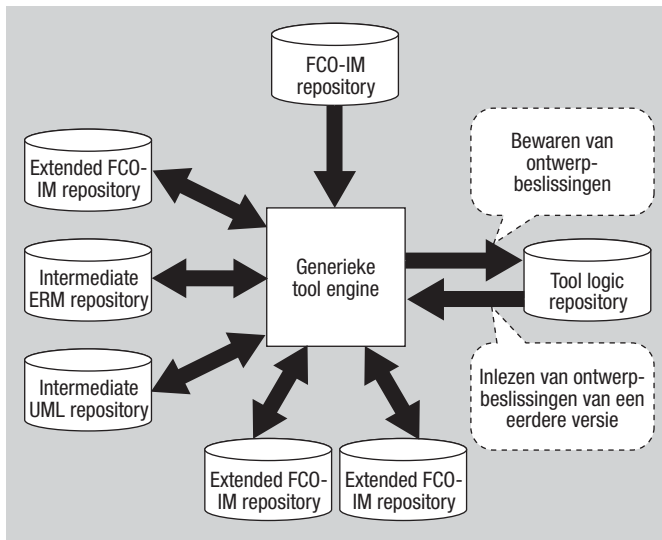 FCO-IM
repository
Extended FCO-
IM repository
Bewaren van
ontwerp-
beslissingen
Intermediate
ERM repository
Generieke
tool engine
Tool logic
repository
Intermediate
UML repository
Inlezen van ontwerp-
beslissingen van een
eerdere versie
Extended FCO-
IM repository
Extended FCO-
IM repository